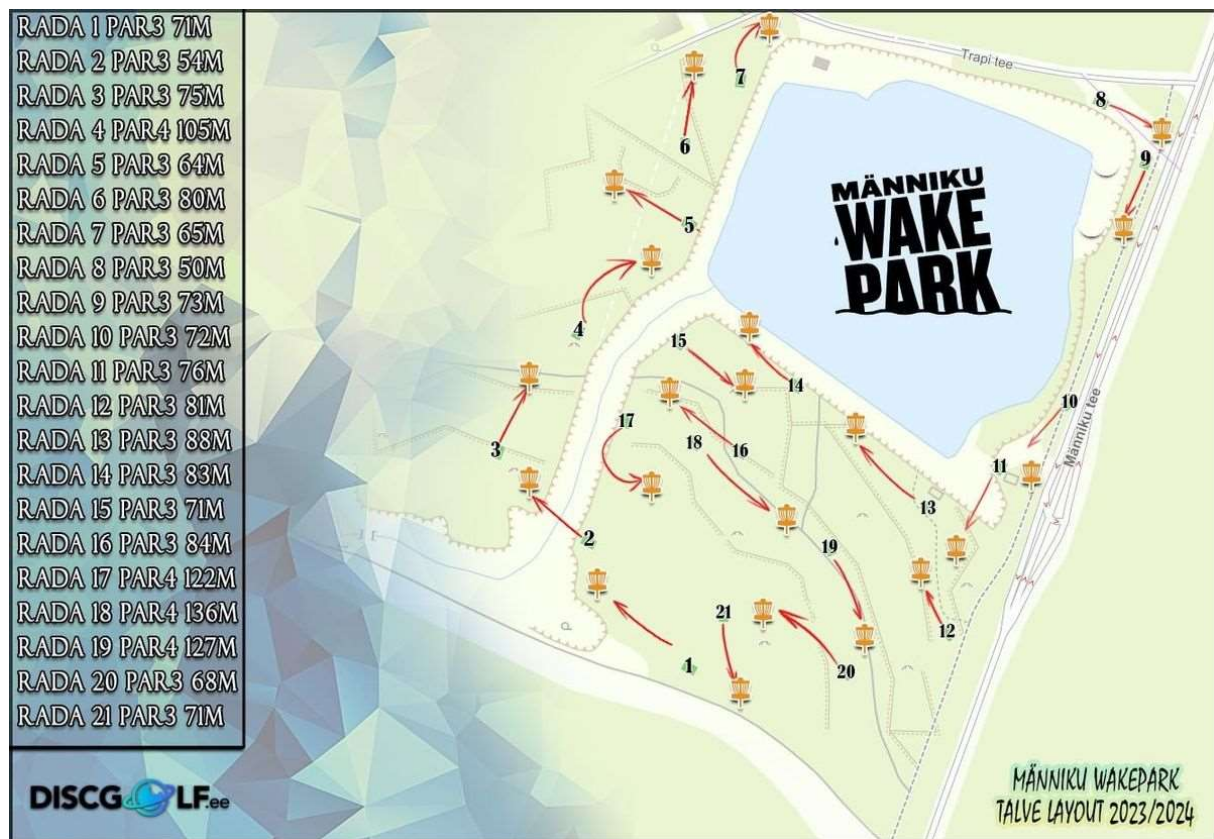 RADA 1 PAR3 71M
RADA 2 PAR3 54M
RADA 3 PAR3 75M
RADA 4 PAR4 105M
RADA 5 PAR3 64M
RADA 6 PAR3 80M
RADA 7 PAR3 65M
RADA 8 PAR3 50M
RADA 9 PAR3 73M
RADA 10 PAR3 72M
RADA 11 PAR3 76M
RADA 12 PAR3 81M
RADA 13 PAR3 88M
RADA 14 PAR3 83M
RADA 15 PAR3 71M
RADA 16 PAR3 84M
RADA 17 PAR4 122M
RADA 18 PAR4 136M
RADA 19 PAR4 127M
RADA 20 PAR3 68M
RADA 21 PAR3 71M
DISCGOLF.ee
Trapi tee
7
8
6
9
MÄNNIKU
WAKE
PARK
5
4
15
14
10
Männiku tee
17
18
16
3
11
13
2
19
P
21
12
1
20
MÄNNIKU WAKEPARK
TALVE LAYOUT 2023/2024